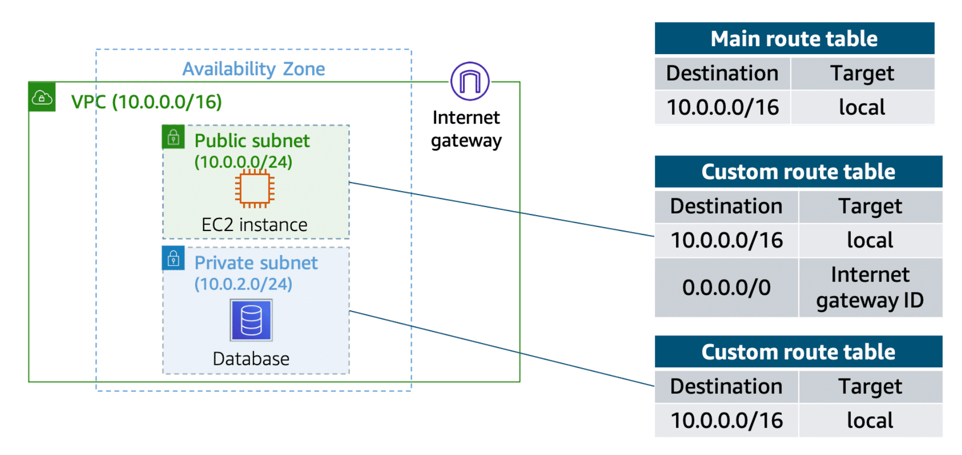 Availability Zone
VPC (10.0.0.0/16)
Internet
gateway
Public subnet
(10.0.0.0/24)
EC2 instance
Private subnet
(10.0.2.0/24)
Database
Main route table
Destination Target
10.0.0.0/16 local
Custom route table
Destination Target
10.0.0.0/16 local
0.0.0.0/0 Internet
gateway ID
Custom route table
Destination Target
10.0.0.0/16 local